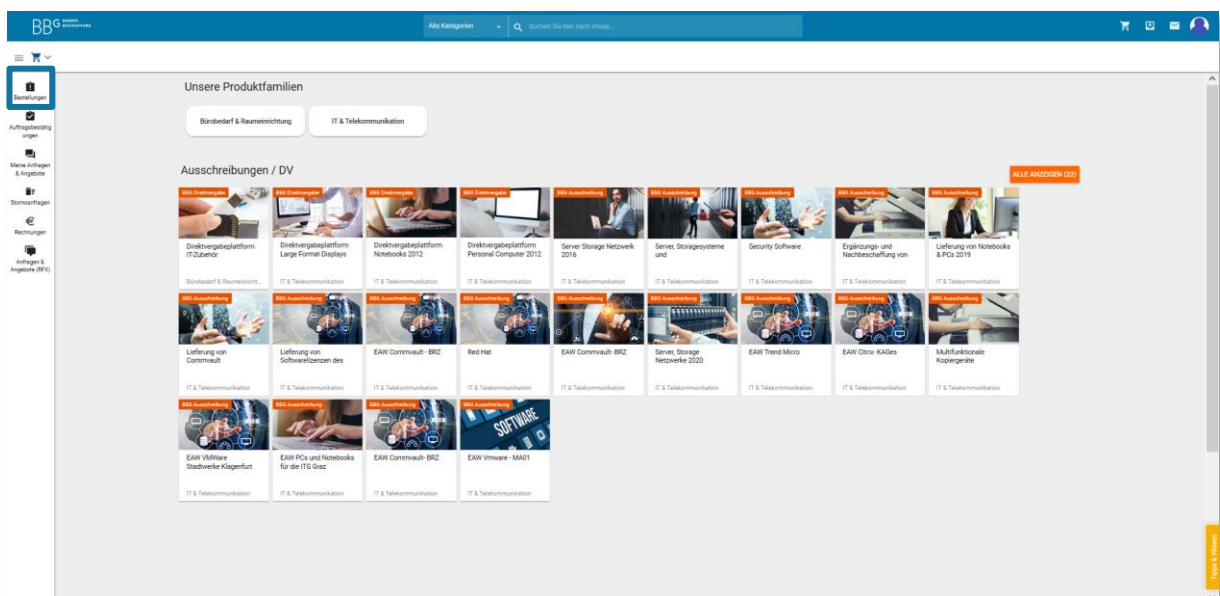 BBG BUNDES
BESCHAFFUNG
Alle Kategorien
Suchen Sie hier nach etwas...
Bestellungen
Auftragsbestätig
ungen
Meine Anfragen
& Angebote
Stornoanfragen
Rechnungen
Anfragen &
Angebote (RFX)
Unsere Produktfamilien
Bürobedarf & Raumeinrichtung
IT & Telekommunikation
Ausschreibungen / DV
ALLE ANZEIGEN (22)
BBG Direktvergabe
Direktvergabeplattform
IT-Zubehör
Bürobedarf & Raumeinricht...
BBG Direktvergabe
Direktvergabeplattform
Large Format Displays
IT & Telekommunikation
BBG Direktvergabe
Direktvergabeplattform
Notebooks 2012
IT & Telekommunikation
BBG Direktvergabe
Direktvergabeplattform
Personal Computer 2012
IT & Telekommunikation
BBG Ausschreibung
Server Storage Netzwerk
2016
IT & Telekommunikation
BBG Ausschreibung
Server, Storagesysteme
und
IT & Telekommunikation
BBG Ausschreibung
Security Software
IT & Telekommunikation
BBG Ausschreibung
Ergänzungs- und
Nachbeschaffung von
IT & Telekommunikation
BBG Ausschreibung
Lieferung von Notebooks
& PCs 2019
IT & Telekommunikation
BBG Ausschreibung
Lieferung von
Commvault
IT & Telekommunikation
BBG Ausschreibung
Lieferung von
Softwarelizenzen des
IT & Telekommunikation
BBG Ausschreibung
EAW Commvault - BRZ
IT & Telekommunikation
BBG Ausschreibung
Red Hat
IT & Telekommunikation
BBG Ausschreibung
EAW Commvault- BRZ
IT & Telekommunikation
BBG Ausschreibung
Server, Storage
Netzwerke 2020
IT & Telekommunikation
BBG Ausschreibung
EAW Trend Micro
IT & Telekommunikation
BBG Ausschreibung
EAW Citrix- KAGes
IT & Telekommunikation
BBG Ausschreibung
Multifunktionale
Kopiergeräte
IT & Telekommunikation
BBG Ausschreibung
EAW VMWare
Stadtwerke Klagenfurt
IT & Telekommunikation
BBG Ausschreibung
EAW PCs und Notebooks
für die ITG Graz
IT & Telekommunikation
BBG Ausschreibung
EAW Commvault- BRZ
IT & Telekommunikation
BBG Ausschreibung
SOFTWARE
EAW Vmware - MA01
IT & Telekommunikation
Tipps & Wissen